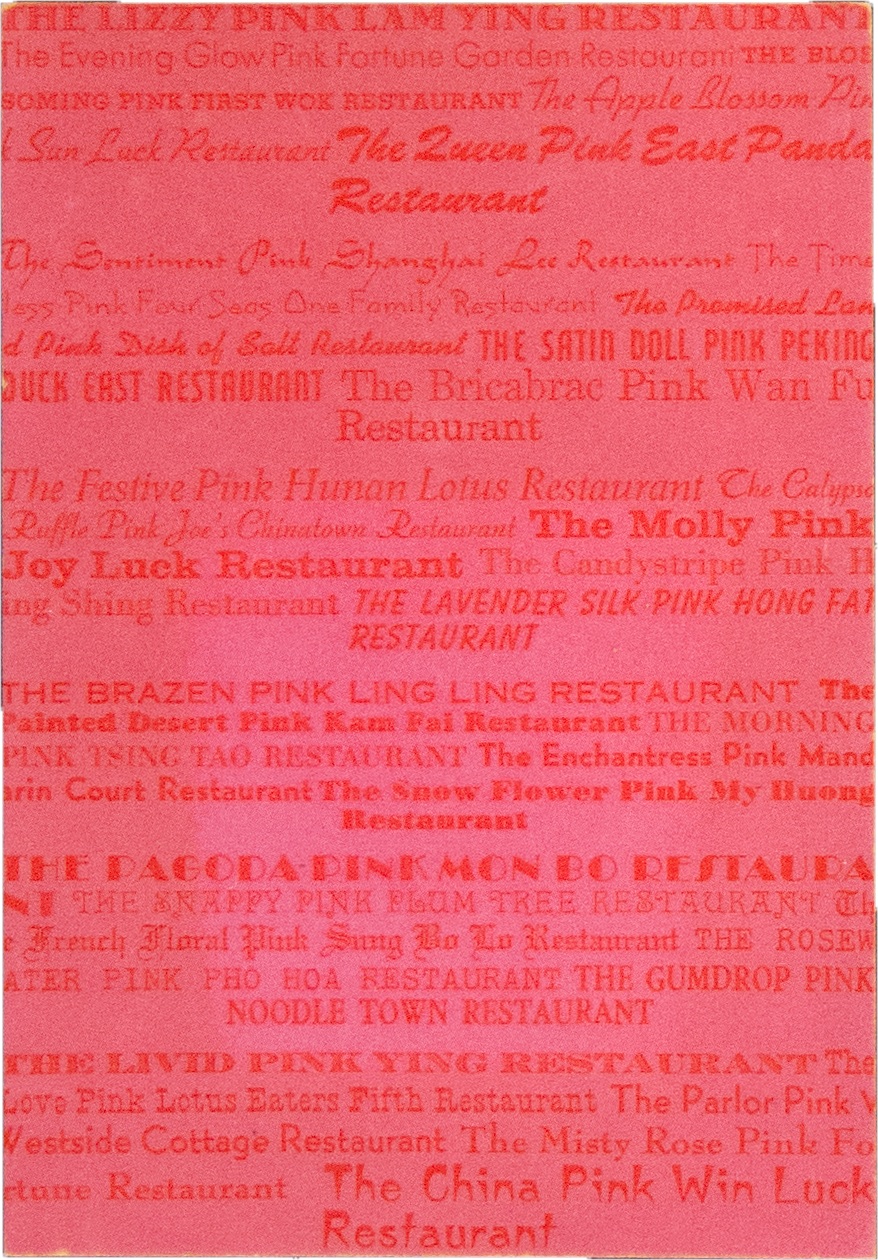 THE LIZZY PINK LAM YING RESTAURANT
The Evening Glow Pink Fortune Garden Restaurant THE BLOS
SOMING PINK FIRST WOK RESTAURANT The Apple Blossom Pin
k Sun Luck Restaurant The Queen Pink East Panda
Restaurant
The Sentiment Pink Shanghai Lee Restaurant The Time
less Pink Four Seas One Family Restaurant The Promised Lan
d Pink Dish of Salt Restaurant THE SATIN DOLL PINK PEKING
DUCK EAST RESTAURANT The Bricabrac Pink Wan Fu
Restaurant
The Festive Pink Hunan Lotus Restaurant The Calypso
Ruffle Pink Joe's Chinatown Restaurant The Molly Pink
Joy Luck Restaurant The Candystripe Pink H
ing Shing Restaurant THE LAVENDER SILK PINK HONG FAT
RESTAURANT
THE BRAZEN PINK LING LING RESTAURANT The
Painted Desert Pink Kam Fai Restaurant THE MORNING
PINK TSING TAO RESTAURANT The Enchantress Pink Mand
arin Court Restaurant The Snow Flower Pink My Huong
Restaurant
THE PAGODA-PINK MON BO RESTAURA
NT THE SNAPPY PINK PLUM TREE RESTAURANT Th
e French Floral Pink Sung Bo Lo Restaurant THE ROSEW
ATER PINK PHO HOA RESTAURANT THE GUMDROP PINK
NOODLE TOWN RESTAURANT
THE LIVID PINK YING RESTAURANT The
Love Pink Lotus Eaters Fifth Restaurant The Parlor Pink W
Westside Cottage Restaurant The Misty Rose Pink Fo
rtune Restaurant The China Pink Win Luck
Restaurant